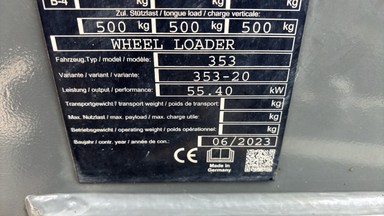 B-4 kg kg kg
Zul. Stützlast / tongue load / charge verticale:
500 kg 500 kg 500 kg
WHEEL LOADER
Fahrzeug.Typ / model / modèle: 353
Variante / variant / variante: 353-20
Leistung / output / performance: 55.40 kW
Transportgewicht / transport weight / poids de transport: kg
Max. Nutzlast / max. payload / max. charge utile: kg
Betriebsgewicht / operating weight / poids opérationnel: kg
Baujahr / contr. year / année de con.: 06/2023
CE Made in
Germany